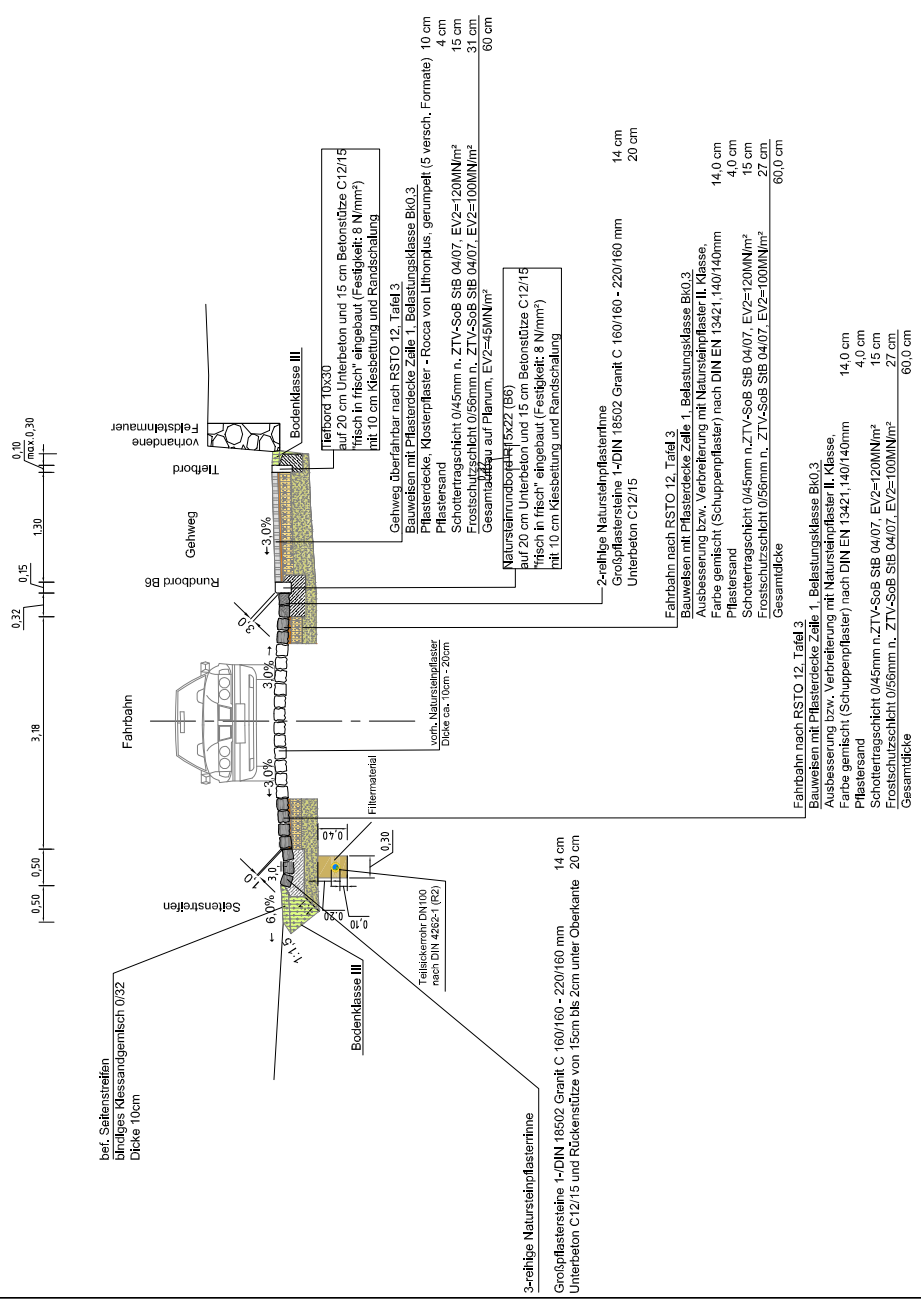 0,50
0,50
3,18
0,32
0,15
1,30
0,10
max.0,30
bef. Seitenstreifen
bindiges Kiessandgemisch 0/32
Dicke 10cm
Seitenstreifen
Fahrbahn
Rundbord B6
Gehweg
Tiefbord
vorhandene
Feldsteinmauer
← 6,0%
1:1,5
1,0
3,0
←3,0%
3,0% →
3,0
←3,0%
Bodenklasse III
Bodenklasse III
0,40
0,30
0,20
0,10
Filtermaterial
Teilsickerrohr DN100
nach DIN 4262-1 (R2)
vorh. Natursteinpflaster
Dicke ca. 10cm - 20cm
Tiefbord 10x30
auf 20 cm Unterbeton und 15 cm Betonstütze C12/15
"frisch in frisch" eingebaut (Festigkeit: 8 N/mm²)
mit 10 cm Kiesbettung und Randschalung
Gehweg überfahrbar nach RSTO 12, Tafel 3
Bauweisen mit Pflasterdecke Zeile 1, Belastungsklasse Bk0,3
Pflasterdecke, Klosterpflaster - Rocca von Lithonplus, gerumpelt (5 versch. Formate) 10 cm
Pflastersand 4 cm
Schottertragschicht 0/45mm n. ZTV-SoB StB 04/07, EV2=120MN/m² 15 cm
Frostschutzschicht 0/56mm n. ZTV-SoB StB 04/07, EV2=100MN/m² 31 cm
Gesamtaufbau auf Planum, EV2=45MN/m² 60 cm
Natursteinrundbord R15x22 (B6)
auf 20 cm Unterbeton und 15 cm Betonstütze C12/15
"frisch in frisch" eingebaut (Festigkeit: 8 N/mm²)
mit 10 cm Kiesbettung und Randschalung
2-reihige Natursteinpflasterrinne
Großpflastersteine 1-/DIN 18502 Granit C 160/160 - 220/160 mm 14 cm
Unterbeton C12/15 20 cm
Fahrbahn nach RSTO 12, Tafel 3
Bauweisen mit Pflasterdecke Zeile 1, Belastungsklasse Bk0,3
Ausbesserung bzw. Verbreiterung mit Natursteinpflaster II. Klasse,
Farbe gemischt (Schuppenpflaster) nach DIN EN 13421,140/140mm 14,0 cm
Pflastersand 4,0 cm
Schottertragschicht 0/45mm n.ZTV-SoB StB 04/07, EV2=120MN/m² 15 cm
Frostschutzschicht 0/56mm n. ZTV-SoB StB 04/07, EV2=100MN/m² 27 cm
Gesamtdicke 60,0 cm
Fahrbahn nach RSTO 12, Tafel 3
Bauweisen mit Pflasterdecke Zeile 1, Belastungsklasse Bk0,3
Ausbesserung bzw. Verbreiterung mit Natursteinpflaster II. Klasse,
Farbe gemischt (Schuppenpflaster) nach DIN EN 13421,140/140mm 14,0 cm
Pflastersand 4,0 cm
Schottertragschicht 0/45mm n.ZTV-SoB StB 04/07, EV2=120MN/m² 15 cm
Frostschutzschicht 0/56mm n. ZTV-SoB StB 04/07, EV2=100MN/m² 27 cm
Gesamtdicke 60,0 cm
3-reihige Natursteinpflasterrinne
Großpflastersteine 1-/DIN 18502 Granit C 160/160 - 220/160 mm 14 cm
Unterbeton C12/15 und Rückenstütze von 15cm bis 2cm unter Oberkante 20 cm